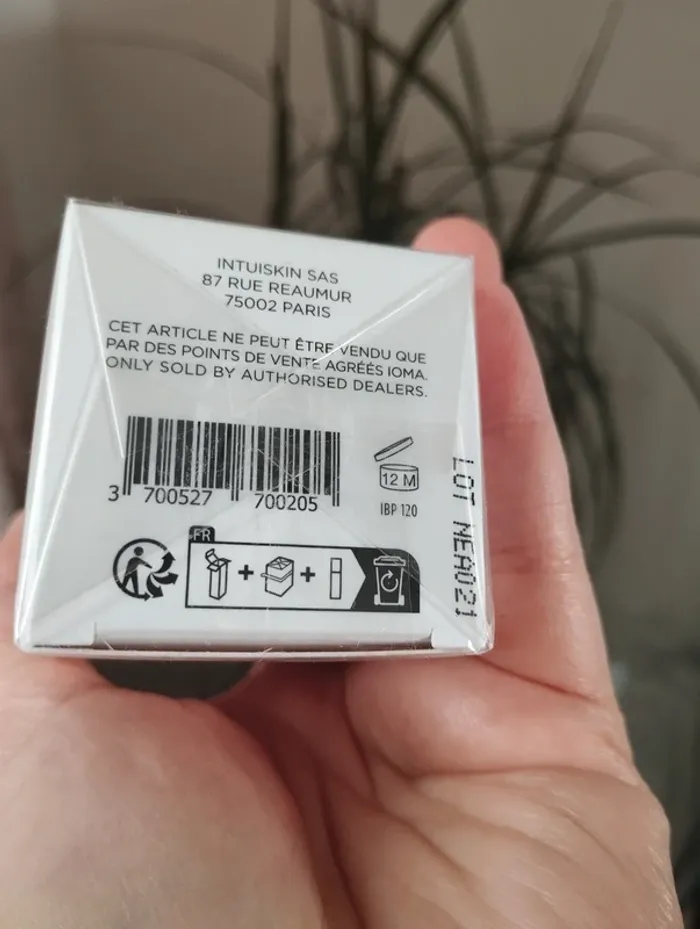 INTUISKIN SAS
87 RUE REAUMUR
75002 PARIS
CET ARTICLE NE PEUT ÊTRE VENDU QUE
PAR DES POINTS DE VENTE AGRÉÉS IOMA.
ONLY SOLD BY AUTHORISED DEALERS.
3 700527 700205
12 M
IBP 120
FR
LOT NEA021